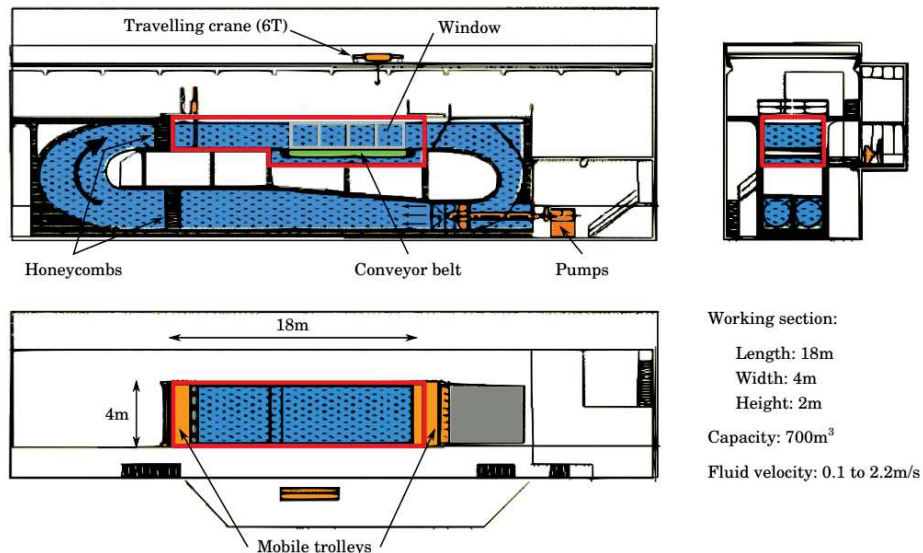 Travelling crane (6T)
Window
Honeycombs
Conveyor belt
Pumps
18m
4m
Mobile trolleys
Working section:
Length: 18m
Width: 4m
Height: 2m
Capacity: 700m³
Fluid velocity: 0.1 to 2.2m/s